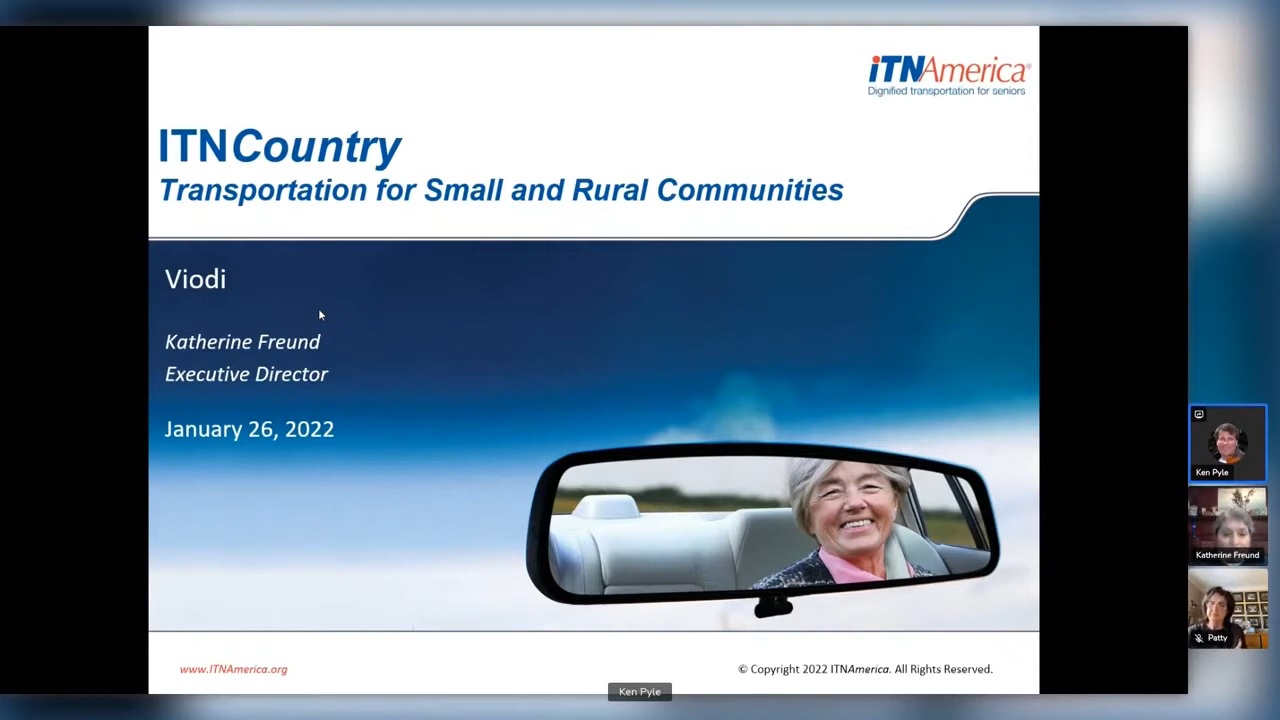 iTNAmerica®
Dignified transportation for seniors
ITNCountry
Transportation for Small and Rural Communities
Viodi
Katherine Freund
Executive Director
January 26, 2022
www.ITNAmerica.org
© Copyright 2022 ITNAmerica. All Rights Reserved.
Ken Pyle
Ken Pyle
Katherine Freund
Patty